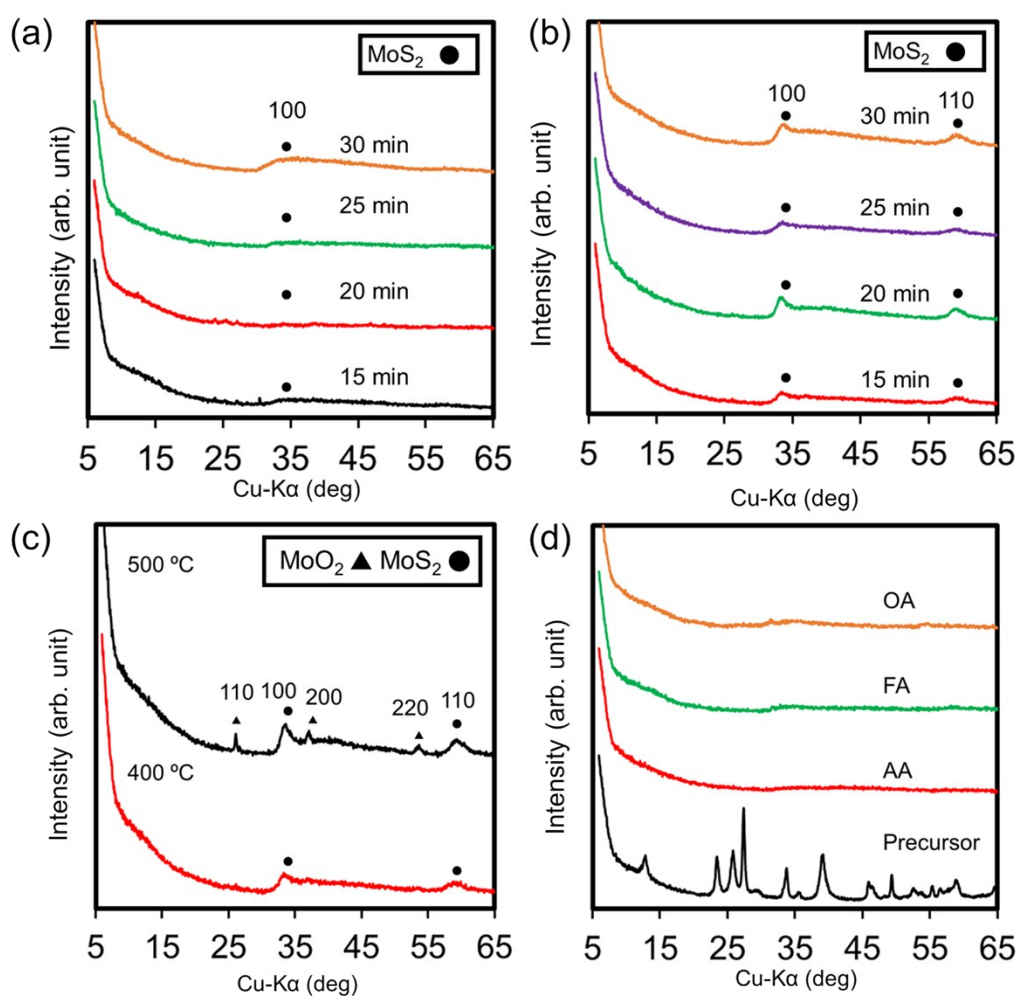 (a)
MoS₂ ●
100
30 min
25 min
20 min
15 min
Intensity (arb. unit)
5 15 25 35 45 55 65
Cu-Kα (deg)
(b)
MoS₂ ●
100
110
30 min
25 min
20 min
15 min
Intensity (arb. unit)
5 15 25 35 45 55 65
Cu-Kα (deg)
(c)
500 ºC
MoO₂ ▲ MoS₂ ●
110 100 200 220 110
400 ºC
Intensity (arb. unit)
5 15 25 35 45 55 65
Cu-Kα (deg)
(d)
OA
FA
AA
Precursor
Intensity (arb. unit)
5 15 25 35 45 55 65
Cu-Kα (deg)